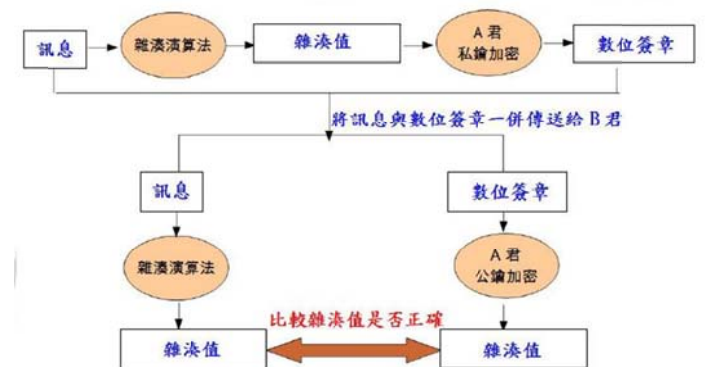 訊息
雜湊演算法
雜湊值
A 君
私鑰加密
數位簽章
將訊息與數位簽章一併傳送給 B 君
訊息
數位簽章
雜湊演算法
A 君
公鑰加密
比較雜湊值是否正確
雜湊值
雜湊值